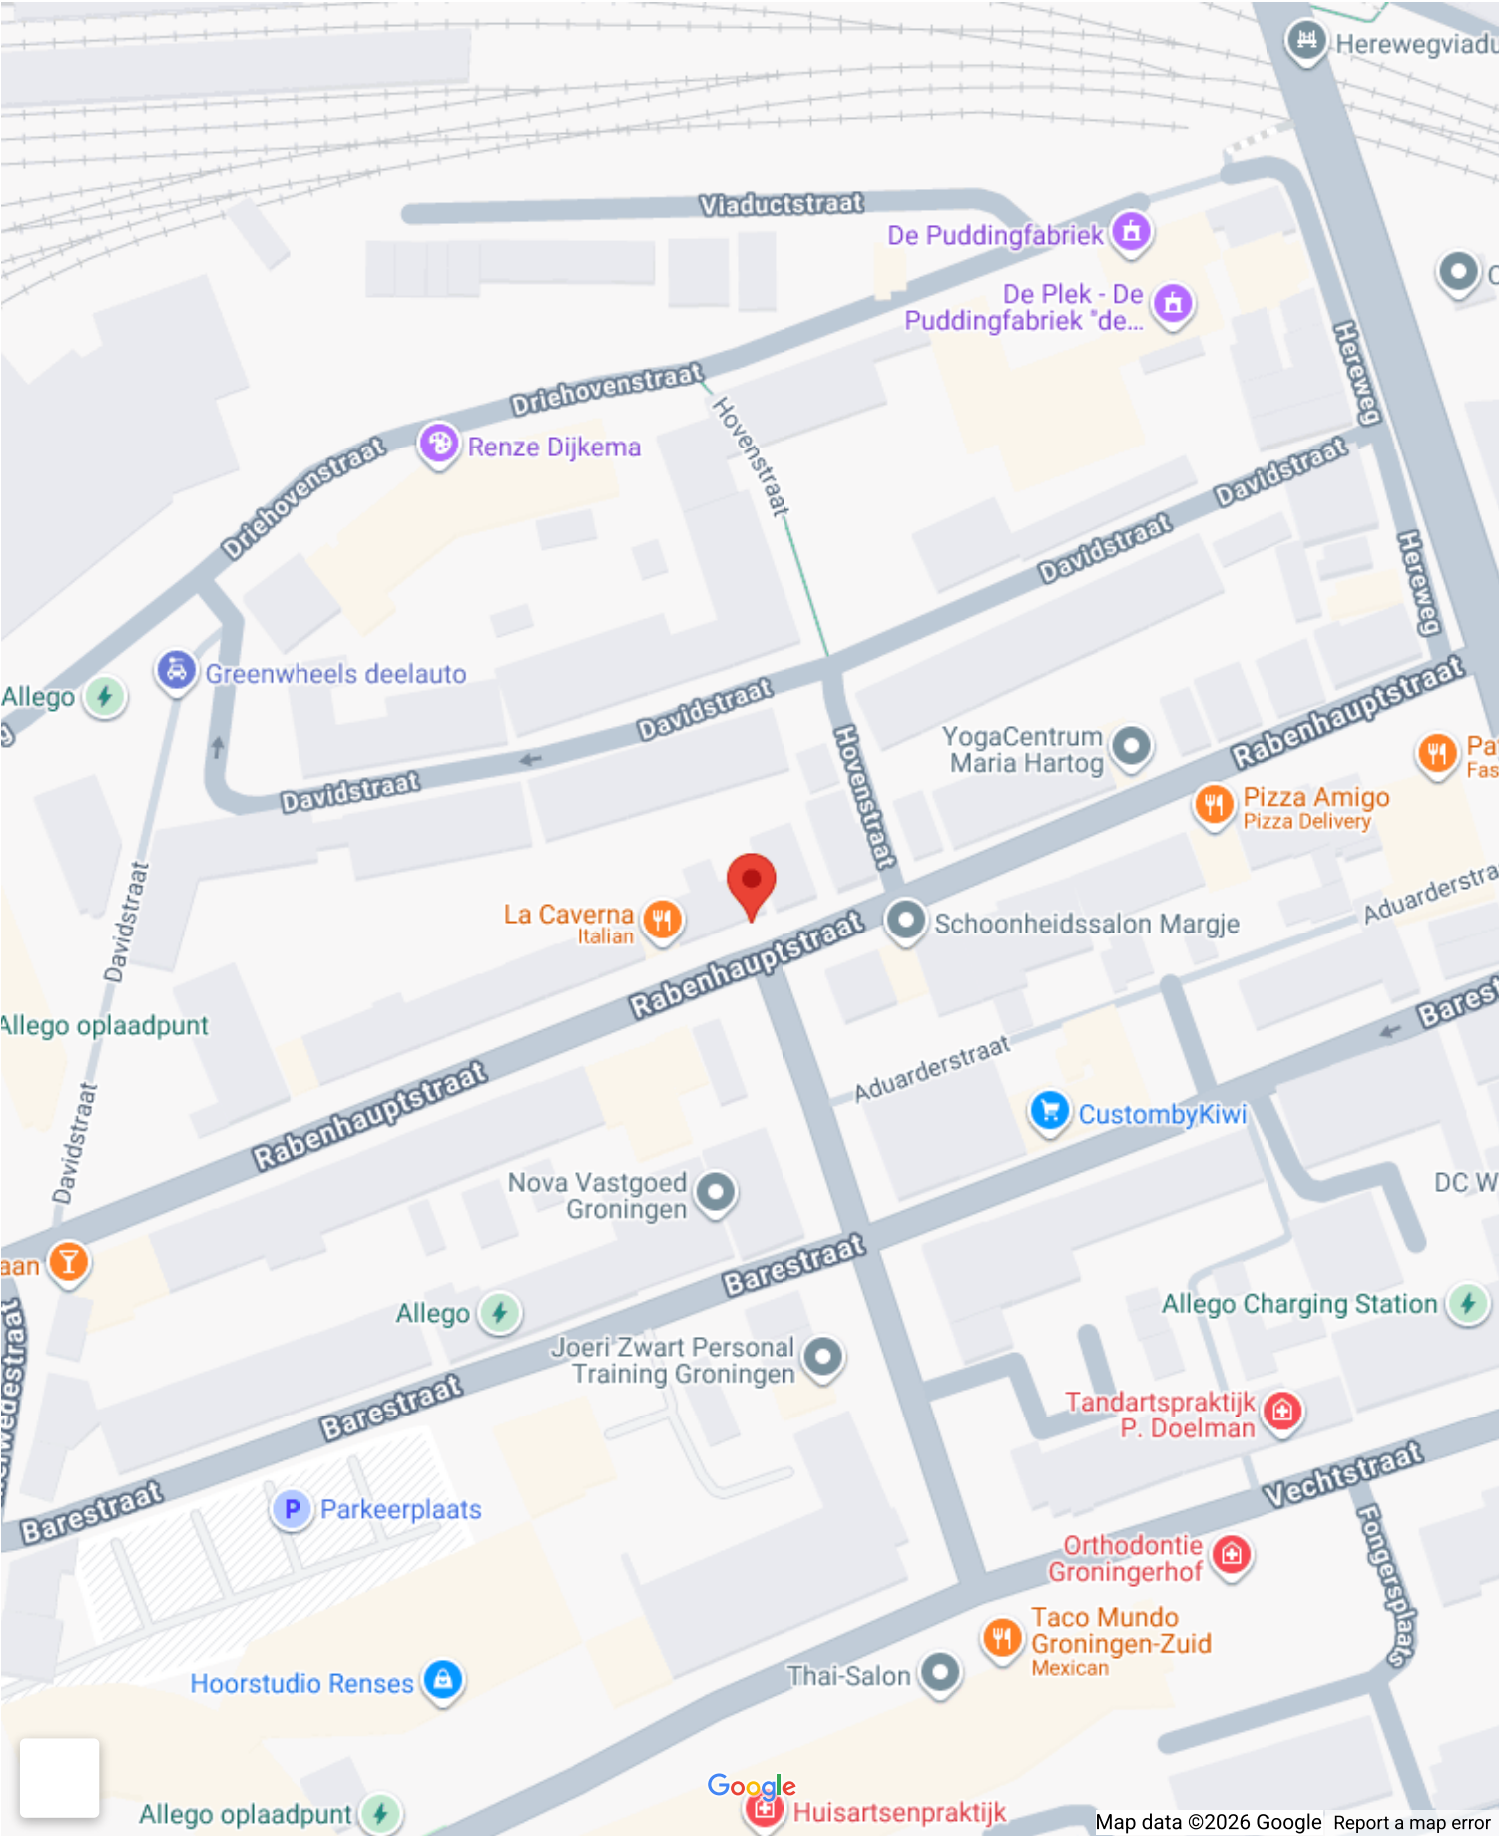 Herewegviadu
Viaductstraat
De Puddingfabriek
De Plek - De
Puddingfabriek "de...
Hereweg
Driehovenstraat
Hovenstraat
Renze Dijkema
Driehovenstraat
Davidstraat
Davidstraat
Hereweg
Greenwheels deelauto
Allego
Davidstraat
Rabenhauptstraat
YogaCentrum
Maria Hartog
Hovenstraat
Pizza Amigo
Pizza Delivery
Davidstraat
La Caverna
Italian
Schoonheidssalon Margje
Aduarderstra
Davidstraat
Rabenhauptstraat
Allego oplaadpunt
Barest
Aduarderstraat
Rabenhauptstraat
CustombyKiwi
Davidstraat
Nova Vastgoed
Groningen
DC W
aan
Barestraat
Allego
Allego Charging Station
Joeri Zwart Personal
Training Groningen
Barestraat
Tandartspraktijk
P. Doelman
Vechtstraat
Barestraat
P
Parkeerplaats
Orthodontie
Groningerhof
Fongersplaats
Taco Mundo
Groningen-Zuid
Mexican
Thai-Salon
Hoorstudio Renses
Google
Allego oplaadpunt
Huisartsenpraktijk
Map data ©2026 Google
Report a map error